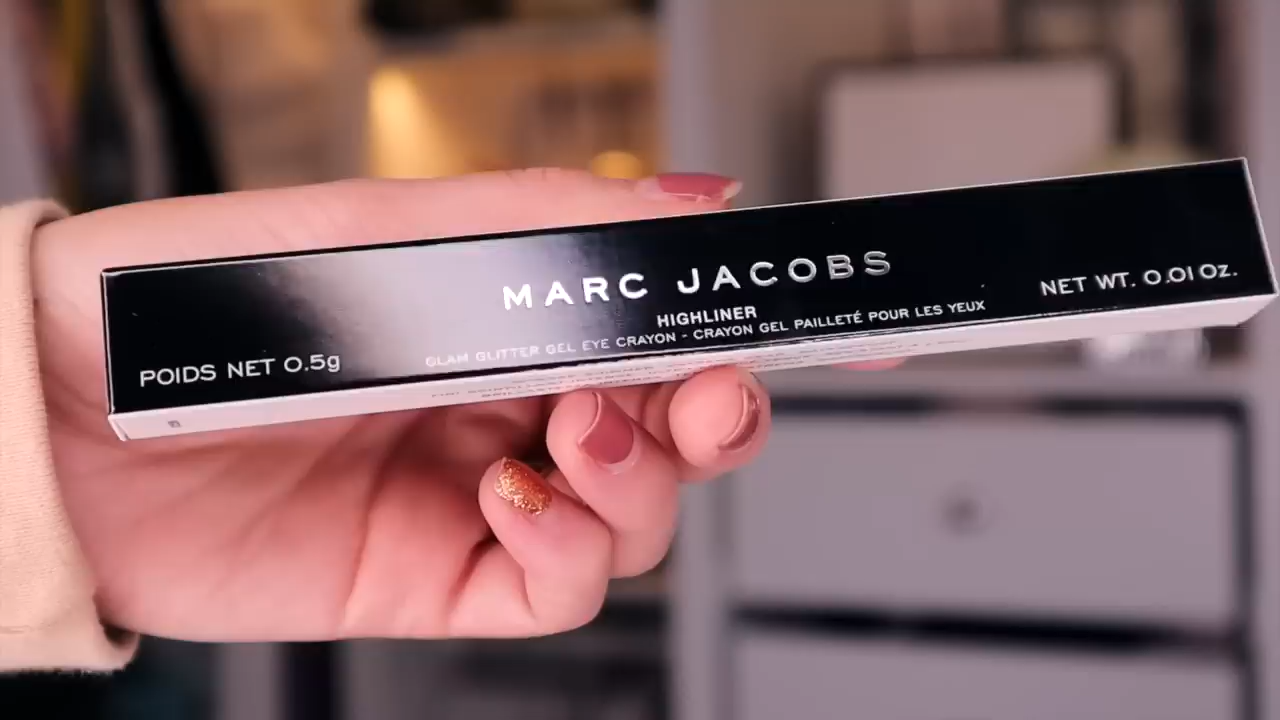 MARC JACOBS
HIGHLINER
GLAM GLITTER GEL EYE CRAYON - CRAYON GEL PAILLETÉ POUR LES YEUX
POIDS NET 0.5g
NET WT. 0.01 Oz.